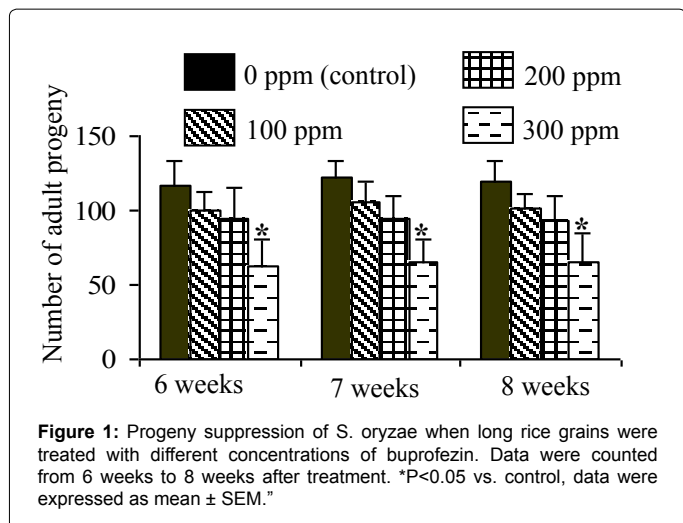 0 ppm (control)
200 ppm
100 ppm
300 ppm
Number of adult progeny
150
100
50
0
*
*
*
6 weeks
7 weeks
8 weeks
Figure 1: Progeny suppression of S. oryzae when long rice grains were
treated with different concentrations of buprofezin. Data were counted
from 6 weeks to 8 weeks after treatment. *P<0.05 vs. control, data were
expressed as mean ± SEM.”